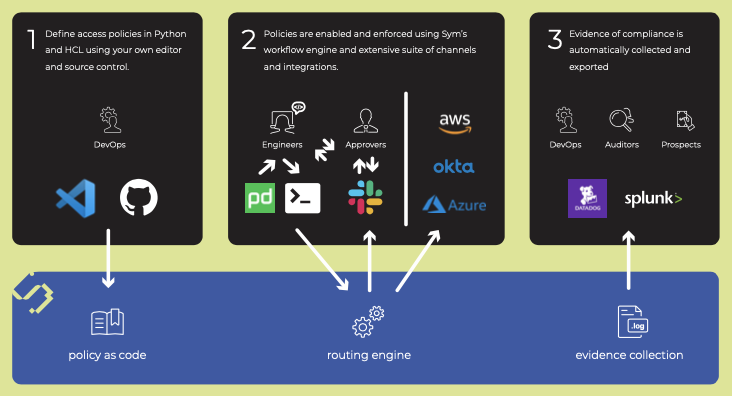 1
Define access policies in Python
and HCL using your own editor
and source control.
DevOps
2
Policies are enabled and enforced using Sym's
workflow engine and extensive suite of channels
and integrations.
</>
Engineers
Approvers
pd
>_
aws
okta
Azure
3
Evidence of compliance is
automatically collected and
exported
DevOps
Auditors
Prospects
DATADOG
splunk>
policy as code
routing engine
.log
evidence collection